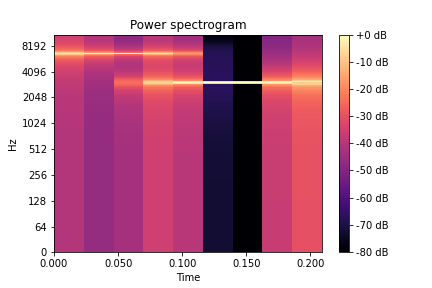 Power spectrogram
8192
4096
2048
1024
512
256
128
64
0
Hz
0.000 0.050 0.100 0.150 0.200
Time
+0 dB
-10 dB
-20 dB
-30 dB
-40 dB
-50 dB
-60 dB
-70 dB
-80 dB